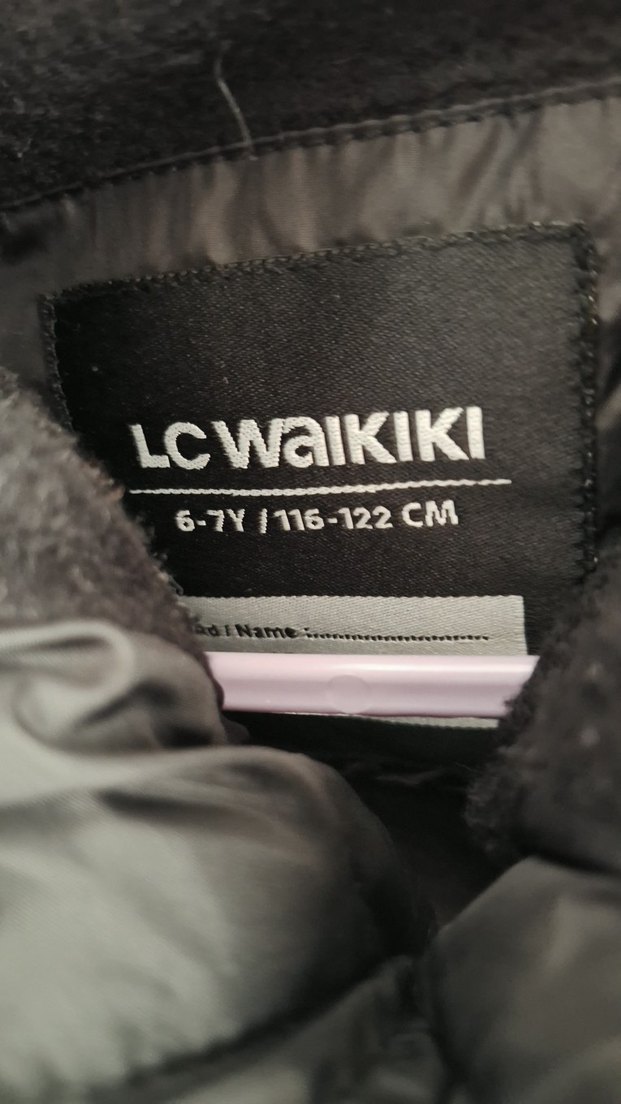 LC WAIKIKI
6-7Y / 116-122 CM
/ Name :.............................